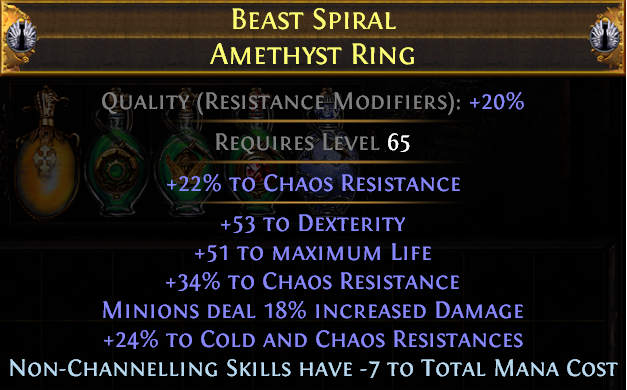 Beast Spiral
Amethyst Ring
Quality (Resistance Modifiers): +20%
Requires Level 65
+22% to Chaos Resistance
+53 to Dexterity
+51 to maximum Life
+34% to Chaos Resistance
Minions deal 18% increased Damage
+24% to Cold and Chaos Resistances
Non-Channelling Skills have -7 to Total Mana Cost